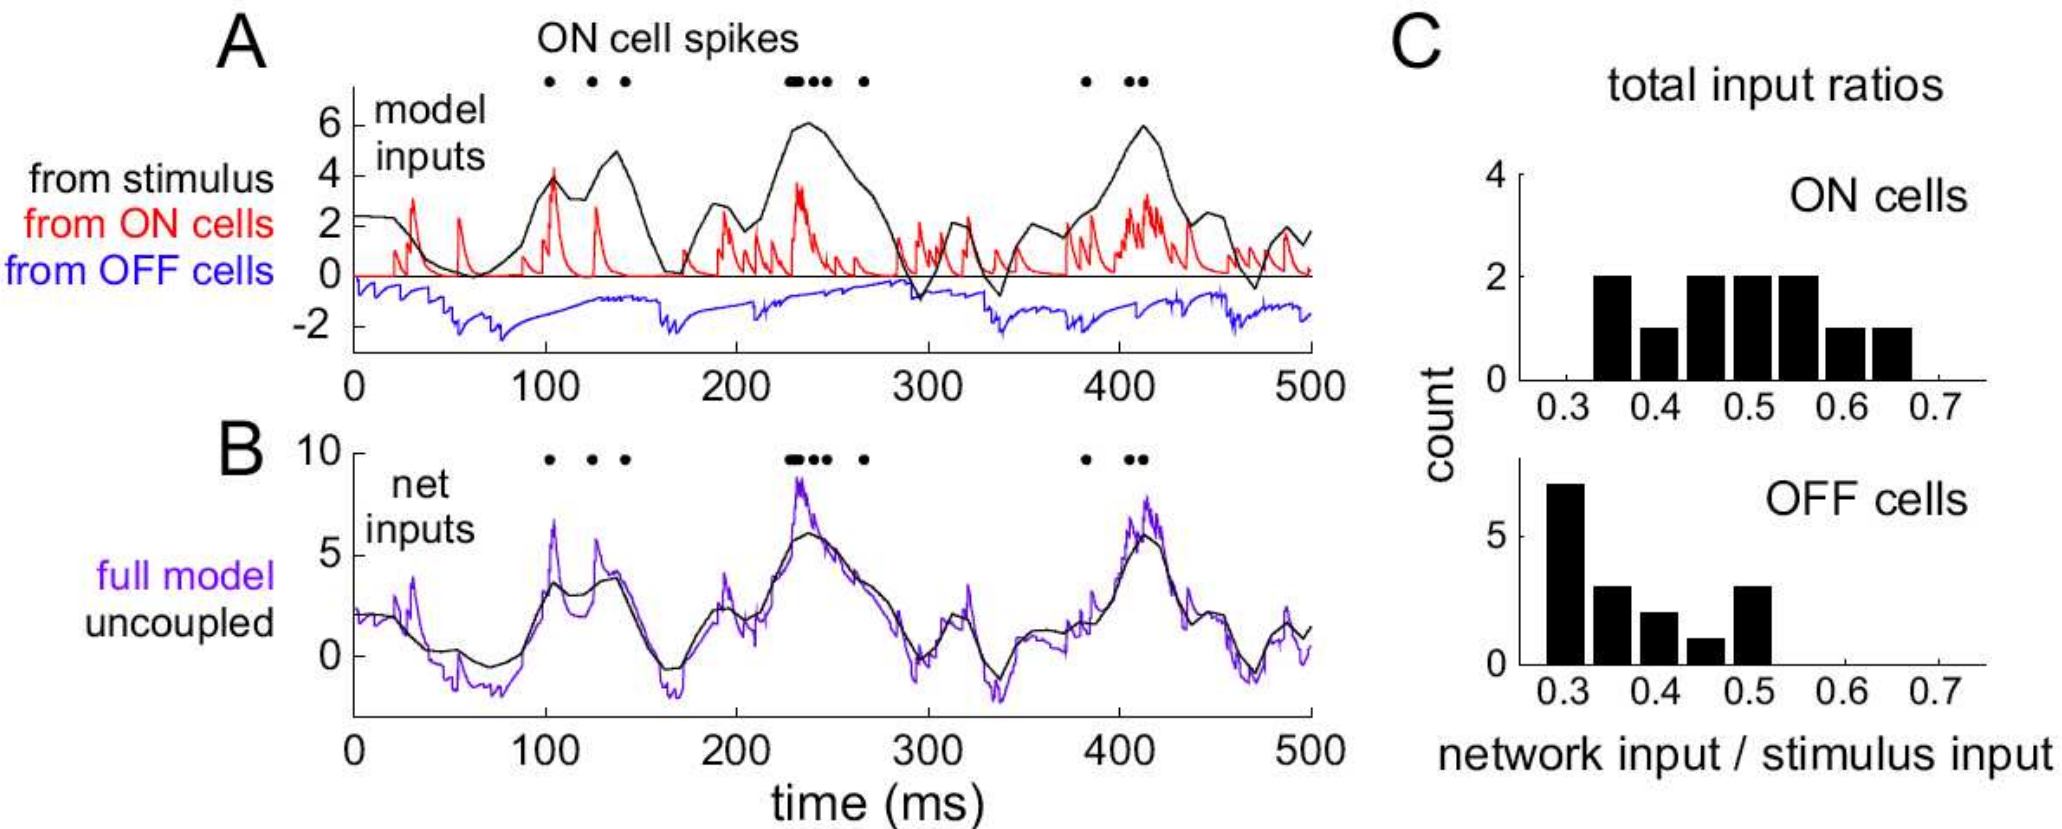 A
ON cell spikes
model
inputs
6
4
2
0
-2
from stimulus
from ON cells
from OFF cells
0 100 200 300 400 500
B
10
5
0
net
inputs
full model
uncoupled
0 100 200 300 400 500
time (ms)
C
total input ratios
ON cells
4
2
0
0.3 0.4 0.5 0.6 0.7
count
OFF cells
5
0
0.3 0.4 0.5 0.6 0.7
network input / stimulus input